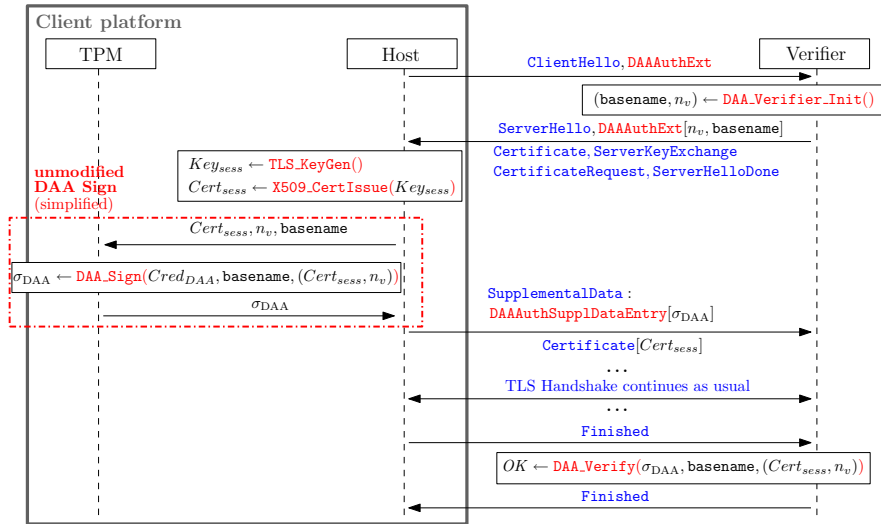 Client platform
TPM
Host
Verifier
ClientHello, DAAAuthExt
(basename, n_v) ← DAA_Verifier_Init()
ServerHello, DAAAuthExt[n_v, basename]
Certificate, ServerKeyExchange
CertificateRequest, ServerHelloDone
Key_sess ← TLS_KeyGen()
Cert_sess ← X509_CertIssue(Key_sess)
unmodified
DAA Sign
(simplified)
Cert_sess, n_v, basename
σ_DAA ← DAA_Sign(Cred_DAA, basename, (Cert_sess, n_v))
σ_DAA
SupplementalData :
DAAAuthSupplDataEntry[σ_DAA]
Certificate[Cert_sess]
...
TLS Handshake continues as usual
...
Finished
OK ← DAA_Verify(σ_DAA, basename, (Cert_sess, n_v))
Finished